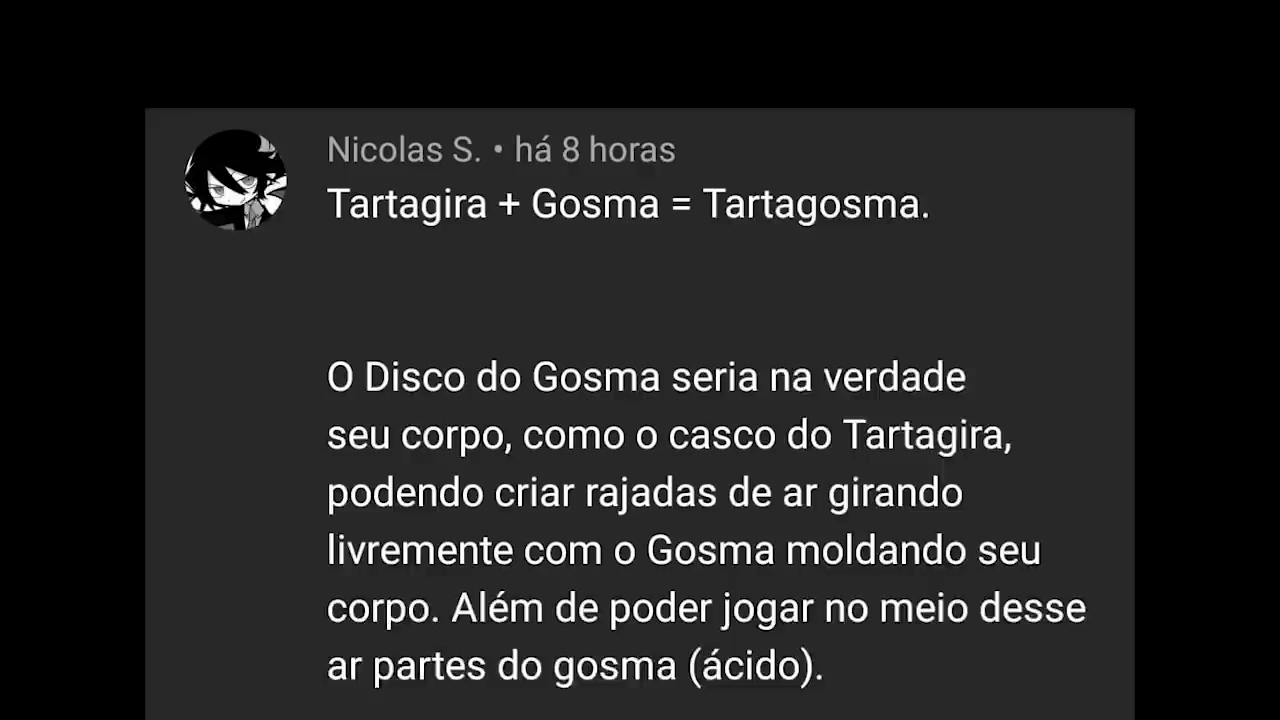 Nicolas S. • há 8 horas
Tartagira + Gosma = Tartagosma.
O Disco do Gosma seria na verdade
seu corpo, como o casco do Tartagira,
podendo criar rajadas de ar girando
livremente com o Gosma moldando seu
corpo. Além de poder jogar no meio desse
ar partes do gosma (ácido).